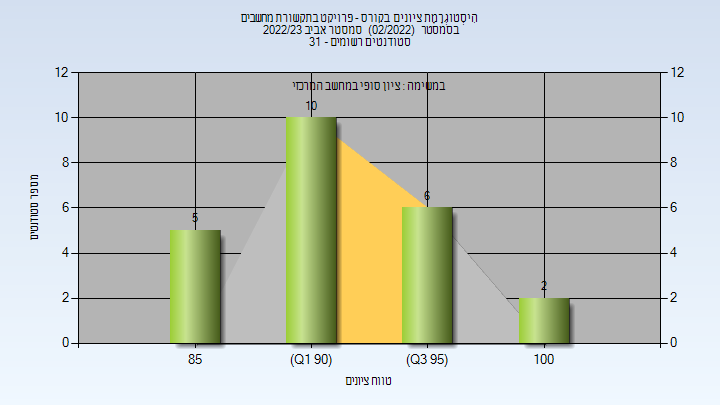 היסטוגרמת ציונים בקורס - פרויקט בתקשורת מחשבים
בסמסטר (02/2022) סמסטר אביב 2022/23
סטודנטים רשומים - 31
במשימה : ציון סופי במחשב המרכזי
12 12
10 10 10
8 8
6 6 6
5
4 4
2 2 2
0 0
85 (Q1 90) (Q3 95) 100
מספר סטודנטים
טווח ציונים